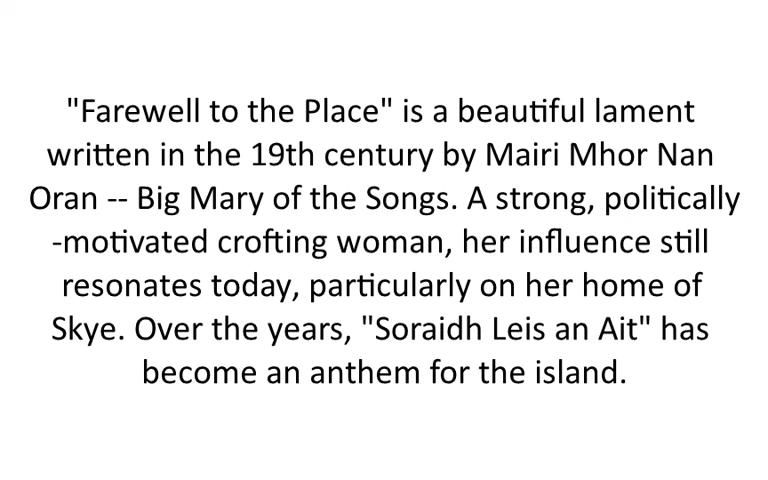 "Farewell to the Place" is a beautiful lament
written in the 19th century by Mairi Mhor Nan
Oran -- Big Mary of the Songs. A strong, politically
-motivated crofting woman, her influence still
resonates today, particularly on her home of
Skye. Over the years, "Soraidh Leis an Ait" has
become an anthem for the island.